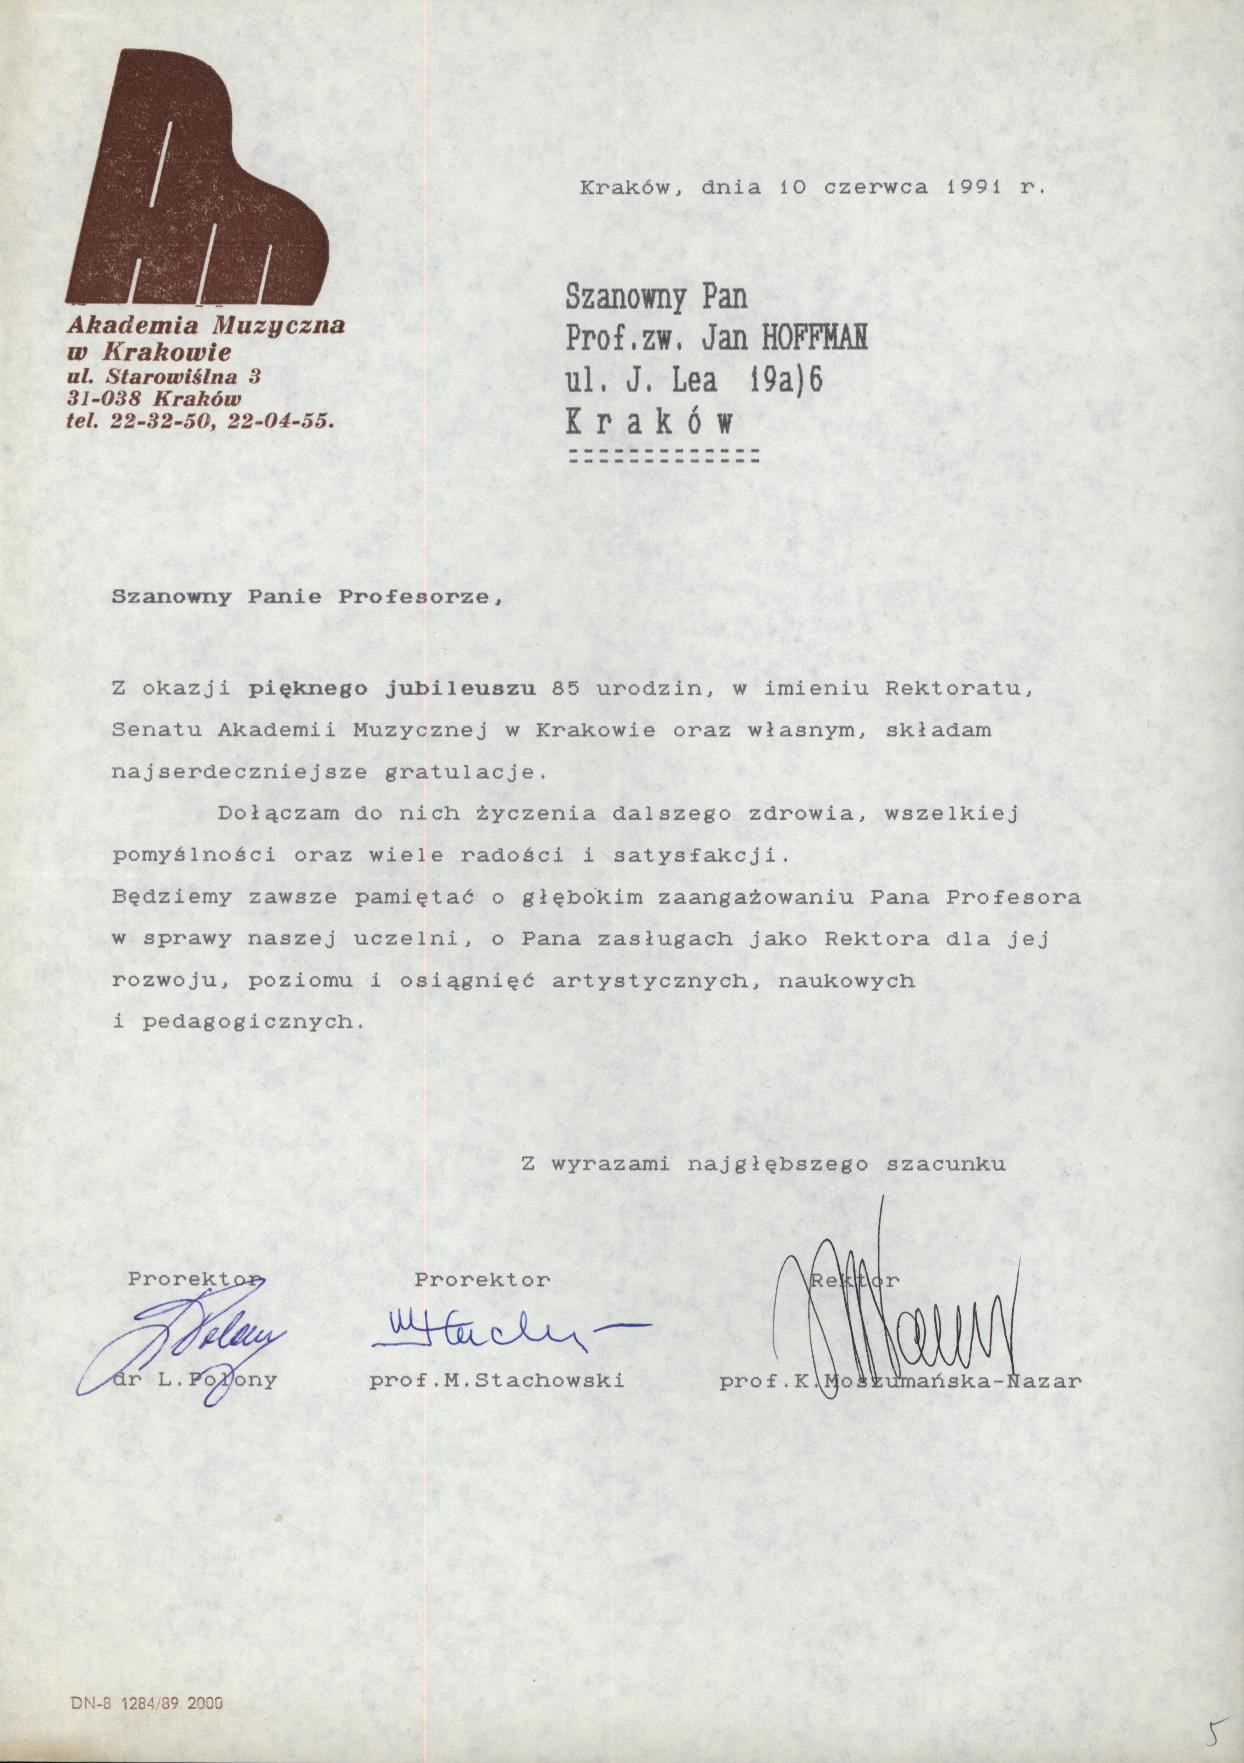 Akademia Muzyczna
w Krakowie
ul. Starowiślna 3
31-038 Kraków
tel. 22-32-50, 22-04-55.
Kraków, dnia 10 czerwca 1991 r.
Szanowny Pan
Prof.zw. Jan HOFFMAN
ul. J. Lea 19a)6
K r a k ó w
=============
Szanowny Panie Profesorze,
Z okazji pięknego jubileuszu 85 urodzin, w imieniu Rektoratu,
Senatu Akademii Muzycznej w Krakowie oraz własnym, składam
najserdeczniejsze gratulacje.
Dołączam do nich życzenia dalszego zdrowia, wszelkiej
pomyślności oraz wiele radości i satysfakcji.
Będziemy zawsze pamiętać o głębokim zaangażowaniu Pana Profesora
w sprawy naszej uczelni, o Pana zasługach jako Rektora dla jej
rozwoju, poziomu i osiągnięć artystycznych, naukowych
i pedagogicznych.
Z wyrazami najgłębszego szacunku
Prorektor Prorektor Rektor
dr L.Polony prof.M.Stachowski prof.K.Moszumańska-Nazar
DN-8 1284/89 2000
5